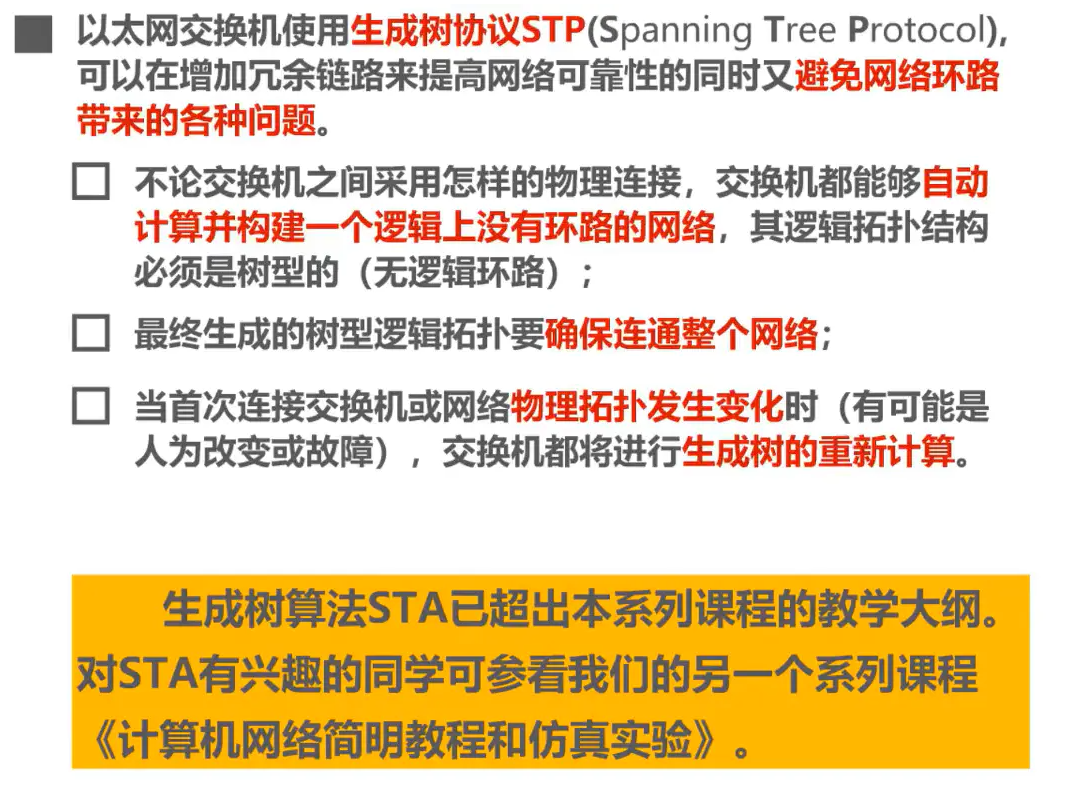 以太网交换机使用生成树协议STP(Spanning Tree Protocol),
可以在增加冗余链路来提高网络可靠性的同时又避免网络环路
带来的各种问题。
不论交换机之间采用怎样的物理连接，交换机都能够自动
计算并构建一个逻辑上没有环路的网络，其逻辑拓扑结构
必须是树型的（无逻辑环路）；
最终生成的树型逻辑拓扑要确保连通整个网络；
当首次连接交换机或网络物理拓扑发生变化时（有可能是
人为改变或故障），交换机都将进行生成树的重新计算。
生成树算法STA已超出本系列课程的教学大纲。
对STA有兴趣的同学可参看我们的另一个系列课程
《计算机网络简明教程和仿真实验》。